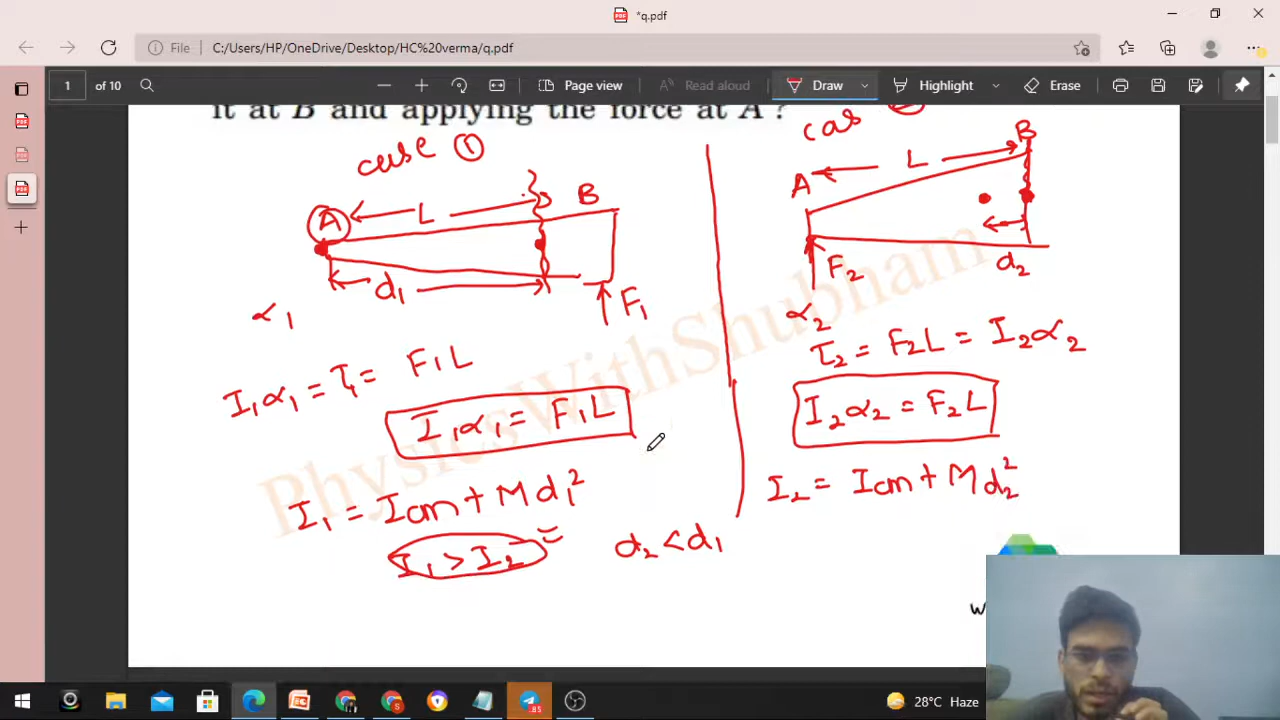 *q.pdf
File C:/Users/HP/OneDrive/Desktop/HC%20verma/q.pdf
1 of 10 Page view Read aloud Draw Highlight Erase
it at B and applying the force at A ?
case ①
A L B
d₁
F₁
α₁
I₁α₁ = τ₁ = F₁L
I₁α₁ = F₁L
I₁ = Icm + Md₁²
I₁ > I₂
d₂ < d₁
cas
A L B
F₂ d₂
α₂
τ₂ = F₂L = I₂α₂
I₂α₂ = F₂L
I₂ = Icm + Md₂²
PhysicsWithShubham
W
85
28°C Haze